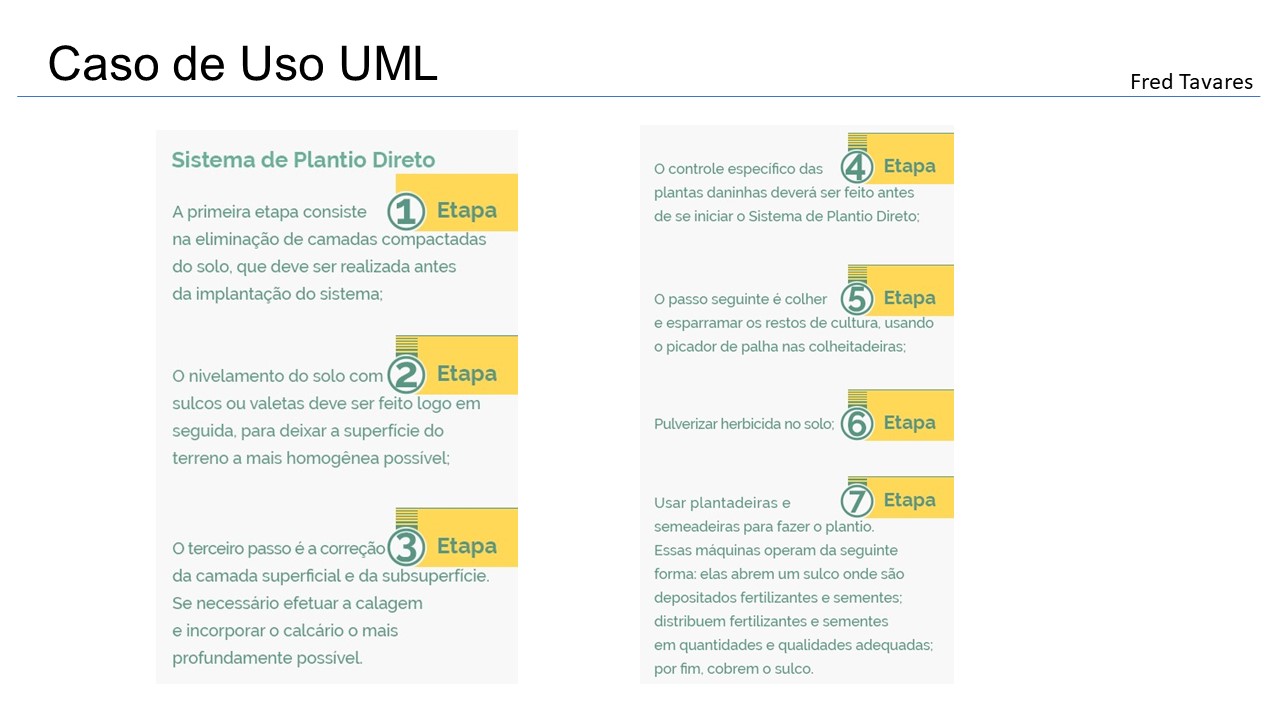 Caso de Uso UML
Fred Tavares
Sistema de Plantio Direto
1 Etapa
A primeira etapa consiste
na eliminação de camadas compactadas
do solo, que deve ser realizada antes
da implantação do sistema;
2 Etapa
O nivelamento do solo com
sulcos ou valetas deve ser feito logo em
seguida, para deixar a superfície do
terreno a mais homogênea possível;
3 Etapa
O terceiro passo é a correção
da camada superficial e da subsuperfície.
Se necessário efetuar a calagem
e incorporar o calcário o mais
profundamente possível.
4 Etapa
O controle específico das
plantas daninhas deverá ser feito antes
de se iniciar o Sistema de Plantio Direto;
5 Etapa
O passo seguinte é colher
e esparramar os restos de cultura, usando
o picador de palha nas colheitadeiras;
6 Etapa
Pulverizar herbicida no solo;
7 Etapa
Usar plantadeiras e
semeadeiras para fazer o plantio.
Essas máquinas operam da seguinte
forma: elas abrem um sulco onde são
depositados fertilizantes e sementes;
distribuem fertilizantes e sementes
em quantidades e qualidades adequadas;
por fim, cobrem o sulco.